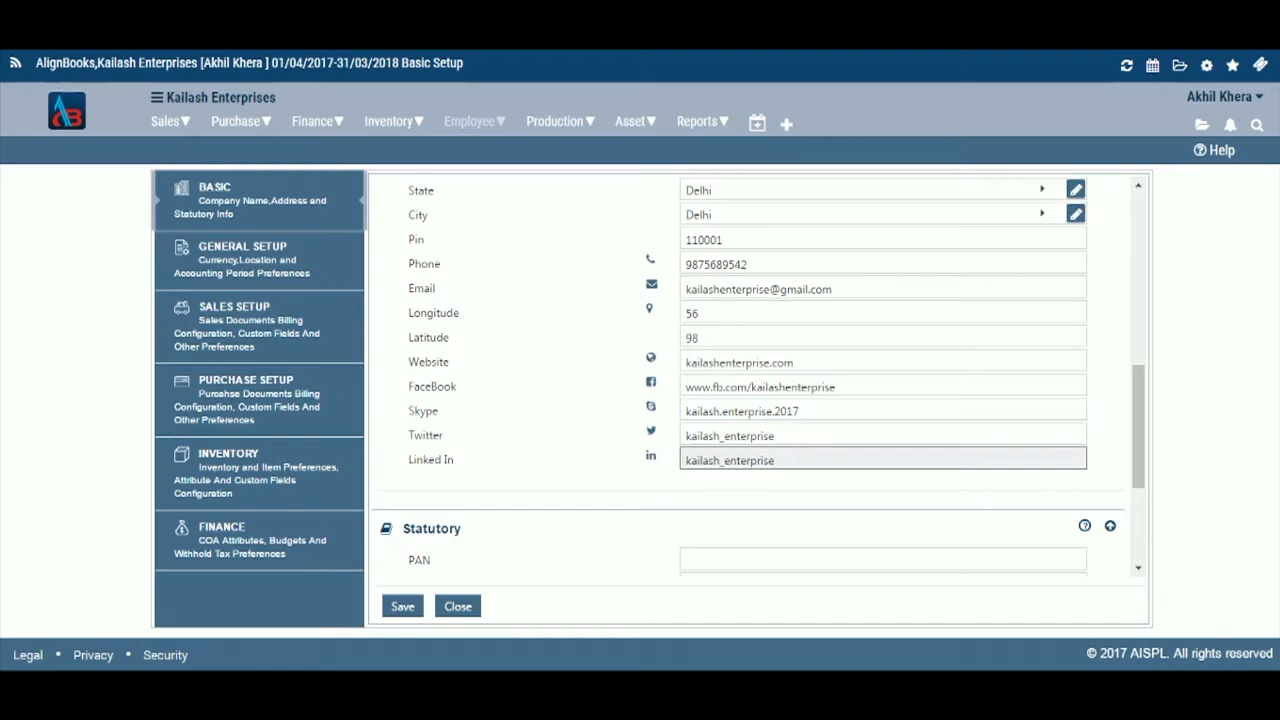 AlignBooks,Kailash Enterprises [Akhil Khera ] 01/04/2017-31/03/2018 Basic Setup
Kailash Enterprises
Akhil Khera
Sales Purchase Finance Inventory Employee Production Asset Reports
Help
BASIC
Company Name,Address and
Statutory Info
GENERAL SETUP
Currency,Location and
Accounting Period Preferences
SALES SETUP
Sales Documents Billing
Configuration, Custom Fields And
Other Preferences
PURCHASE SETUP
Purcahse Documents Billing
Configuration, Custom Fields And
Other Preferences
INVENTORY
Inventory and Item Preferences,
Attribute And Custom Fields
Configuration
FINANCE
COA Attributes, Budgets And
Withhold Tax Preferences
State Delhi
City Delhi
Pin 110001
Phone 9875689542
Email kailashenterprise@gmail.com
Longitude 56
Latitude 98
Website kailashenterprise.com
FaceBook www.fb.com/kailashenterprise
Skype kailash.enterprise.2017
Twitter kailash_enterprise
Linked In kailash_enterprise
Statutory
PAN
Save Close
Legal • Privacy • Security
© 2017 AISPL. All rights reserved